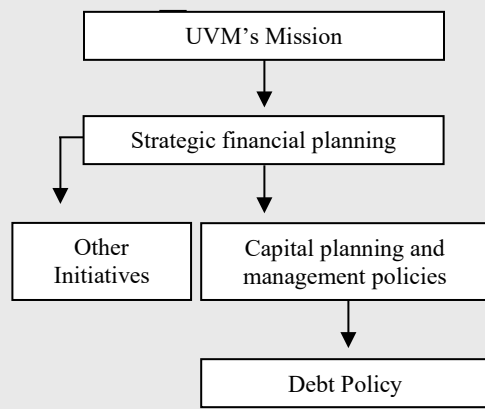 UVM’s Mission
Strategic financial planning
Other
Initiatives
Capital planning and
management policies
Debt Policy